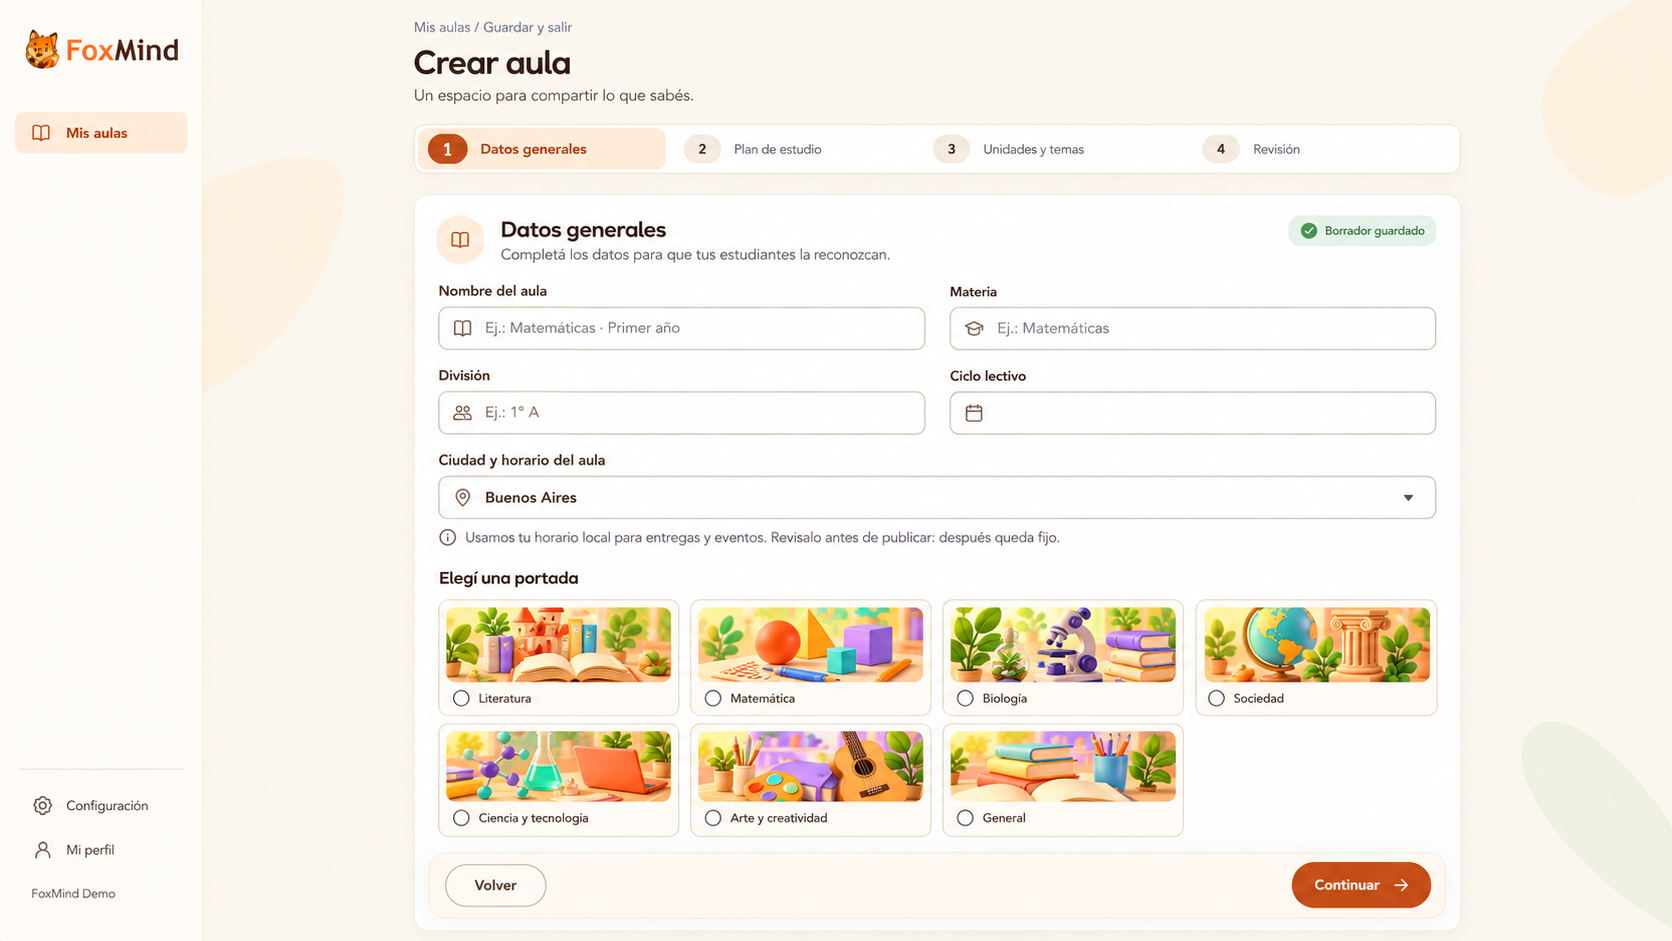 FoxMind
Mis aulas
Configuración
Mi perfil
FoxMind Demo
Mis aulas / Guardar y salir
Crear aula
Un espacio para compartir lo que sabés.
1 Datos generales
2 Plan de estudio
3 Unidades y temas
4 Revisión
Datos generales
Completá los datos para que tus estudiantes la reconozcan.
Borrador guardado
Nombre del aula
Ej.: Matemáticas · Primer año
Materia
Ej.: Matemáticas
División
Ej.: 1° A
Ciclo lectivo
Ciudad y horario del aula
Buenos Aires
Usamos tu horario local para entregas y eventos. Revisalo antes de publicar: después queda fijo.
Elegí una portada
Literatura
Matemática
Biología
Sociedad
Ciencia y tecnología
Arte y creatividad
General
Volver
Continuar